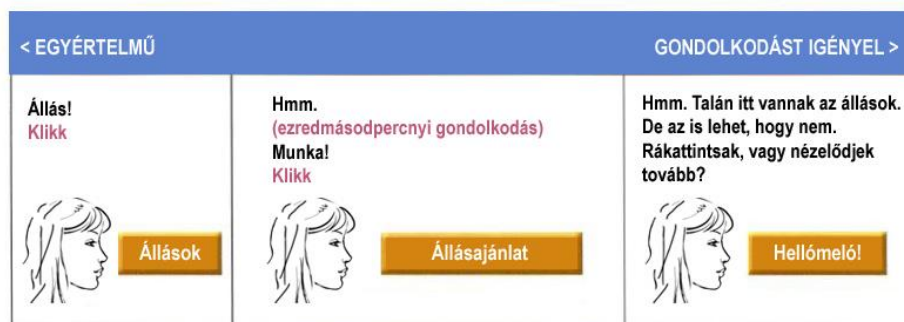 < EGYÉRTELMŰ
GONDOLKODÁST IGÉNYEL >
Állás!
Klikk
Állások
Hmm.
(ezredmásodpercnyi gondolkodás)
Munka!
Klikk
Állásajánlat
Hmm. Talán itt vannak az állások.
De az is lehet, hogy nem.
Rákattintsak, vagy nézelődjek
tovább?
Hellómeló!